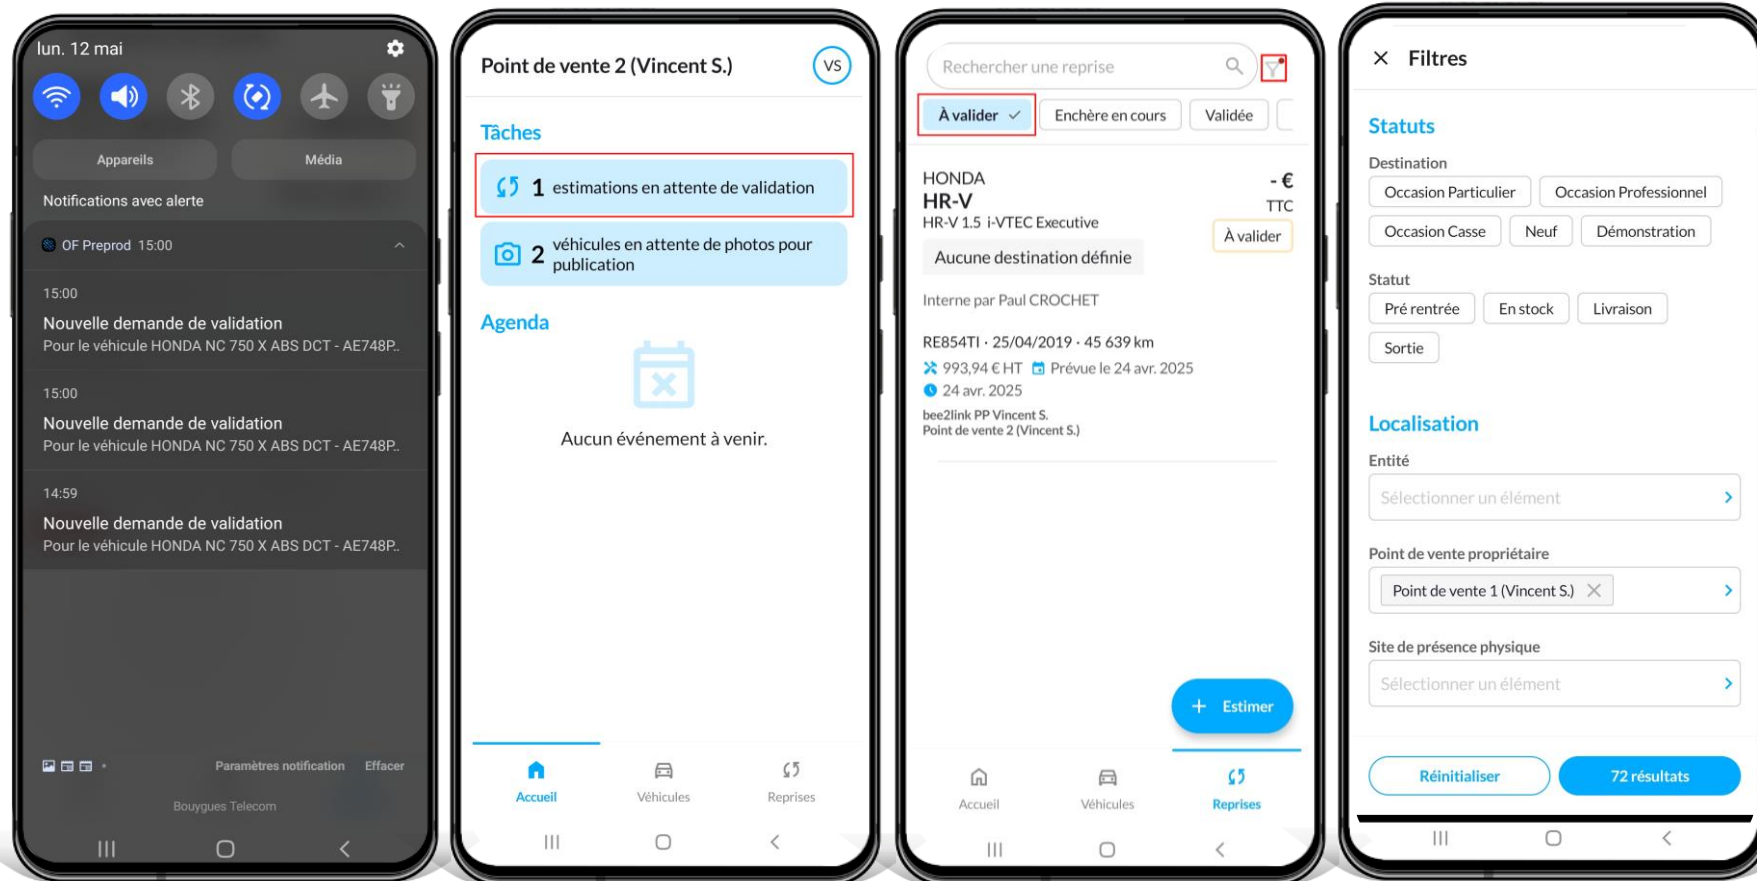 lun. 12 mai
Appareils
Média
Notifications avec alerte
OF Preprod 15:00
15:00
Nouvelle demande de validation
Pour le véhicule HONDA NC 750 X ABS DCT - AE748P..
15:00
Nouvelle demande de validation
Pour le véhicule HONDA NC 750 X ABS DCT - AE748P..
14:59
Nouvelle demande de validation
Pour le véhicule HONDA NC 750 X ABS DCT - AE748P..
Paramètres notification Effacer
Bouygues Telecom
Point de vente 2 (Vincent S.)
VS
Tâches
1 estimations en attente de validation
2 véhicules en attente de photos pour
publication
Agenda
Aucun événement à venir.
Accueil
Véhicules
Reprises
Rechercher une reprise
À valider
Enchère en cours
Validée
HONDA
- €
HR-V
TTC
HR-V 1.5 i-VTEC Executive
À valider
Aucune destination définie
Interne par Paul CROCHET
RE854TI · 25/04/2019 · 45 639 km
993,94 € HT Prévue le 24 avr. 2025
24 avr. 2025
bee2link PP Vincent S.
Point de vente 2 (Vincent S.)
+ Estimer
Accueil
Véhicules
Reprises
Filtres
Statuts
Destination
Occasion Particulier
Occasion Professionnel
Occasion Casse
Neuf
Démonstration
Statut
Pré rentrée
En stock
Livraison
Sortie
Localisation
Entité
Sélectionner un élément
Point de vente propriétaire
Point de vente 1 (Vincent S.)
Site de présence physique
Sélectionner un élément
Réinitialiser
72 résultats